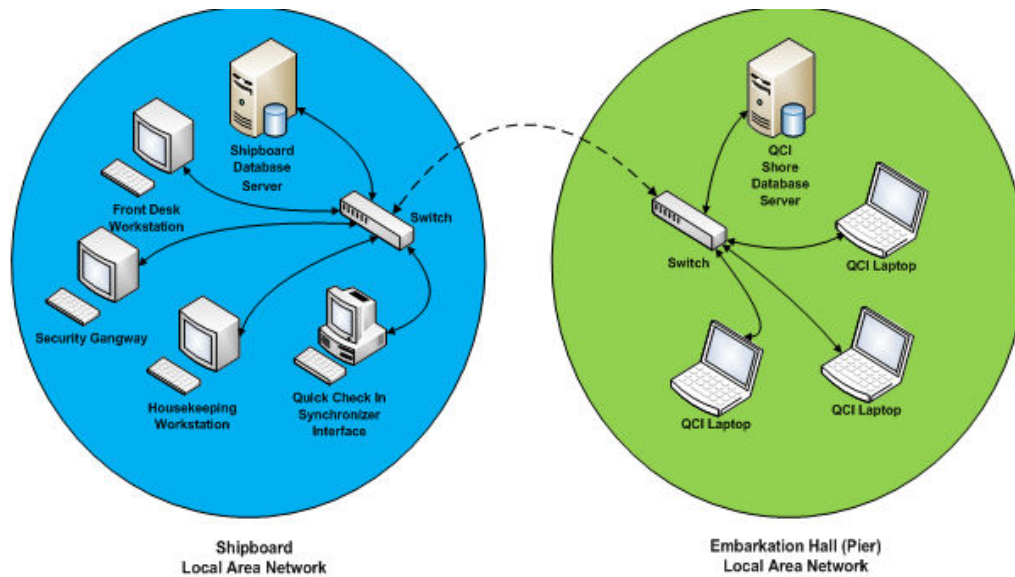 Shipboard
Database
Server
Front Desk
Workstation
Switch
Security Gangway
Housekeeping
Workstation
Quick Check In
Synchronizer
Interface
QCI
Shore
Database
Server
Switch
QCI Laptop
QCI Laptop
QCI Laptop
Shipboard
Local Area Network
Embarkation Hall (Pier)
Local Area Network